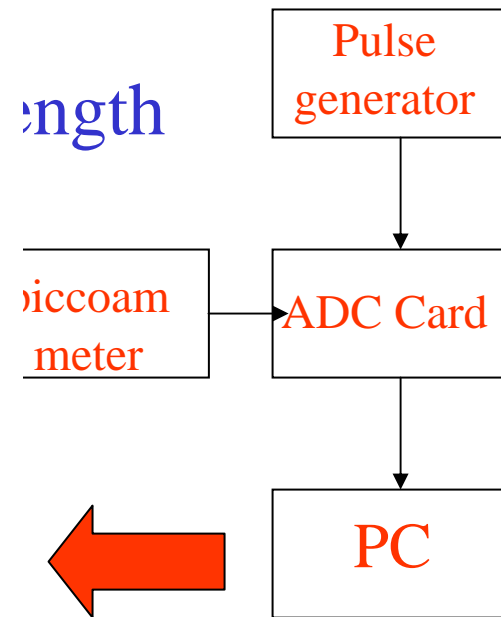 Pulse
generator
ength
piccoam
meter
ADC Card
PC